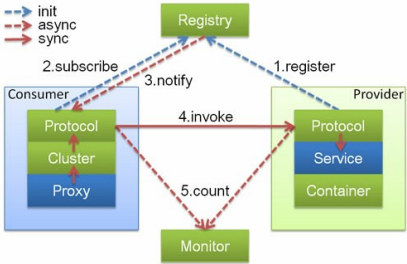 init
async
sync
Registry
2.subscribe
3.notify
1.register
Consumer
Provider
Protocol
4.invoke
Protocol
Cluster
Service
Proxy
5.count
Container
Monitor